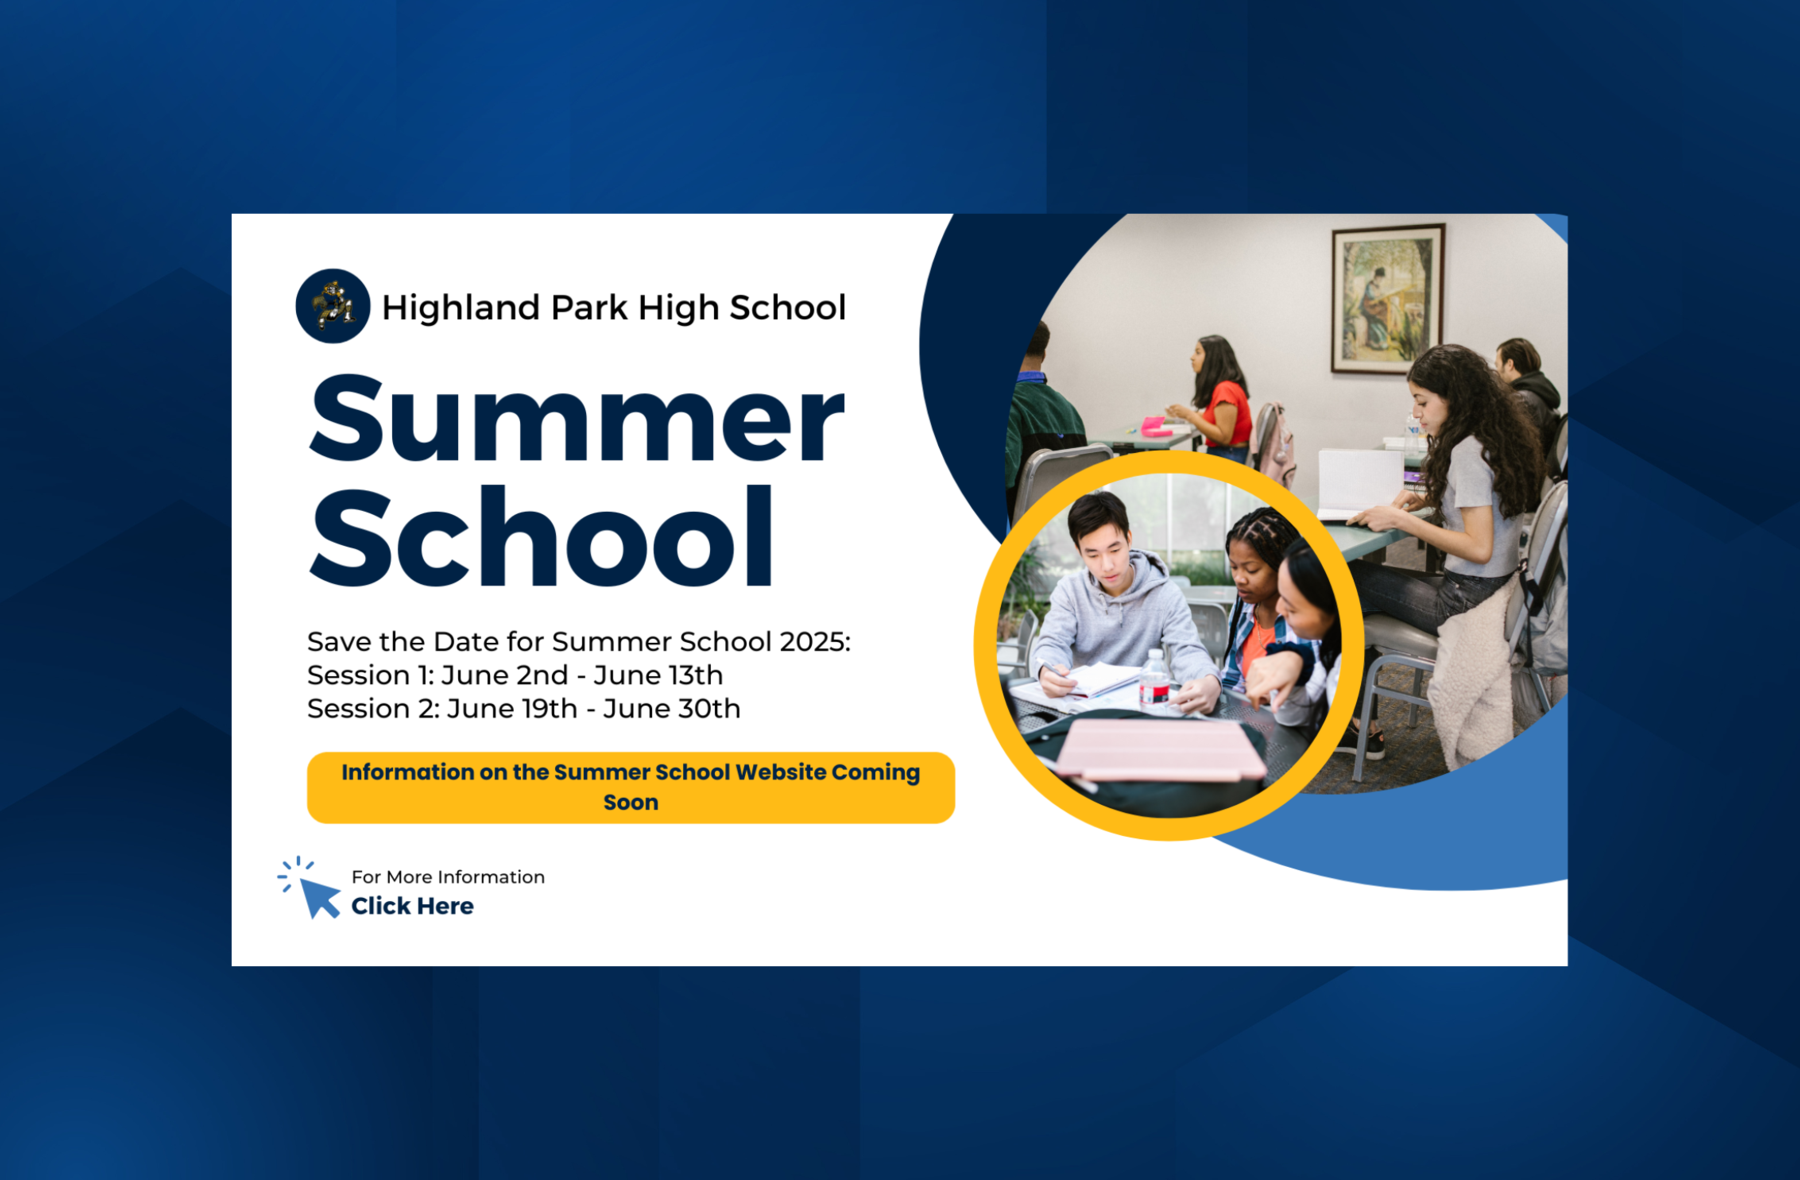 Highland Park High School
Summer
School
Save the Date for Summer School 2025:
Session 1: June 2nd - June 13th
Session 2: June 19th - June 30th
Information on the Summer School Website Coming
Soon
For More Information
Click Here